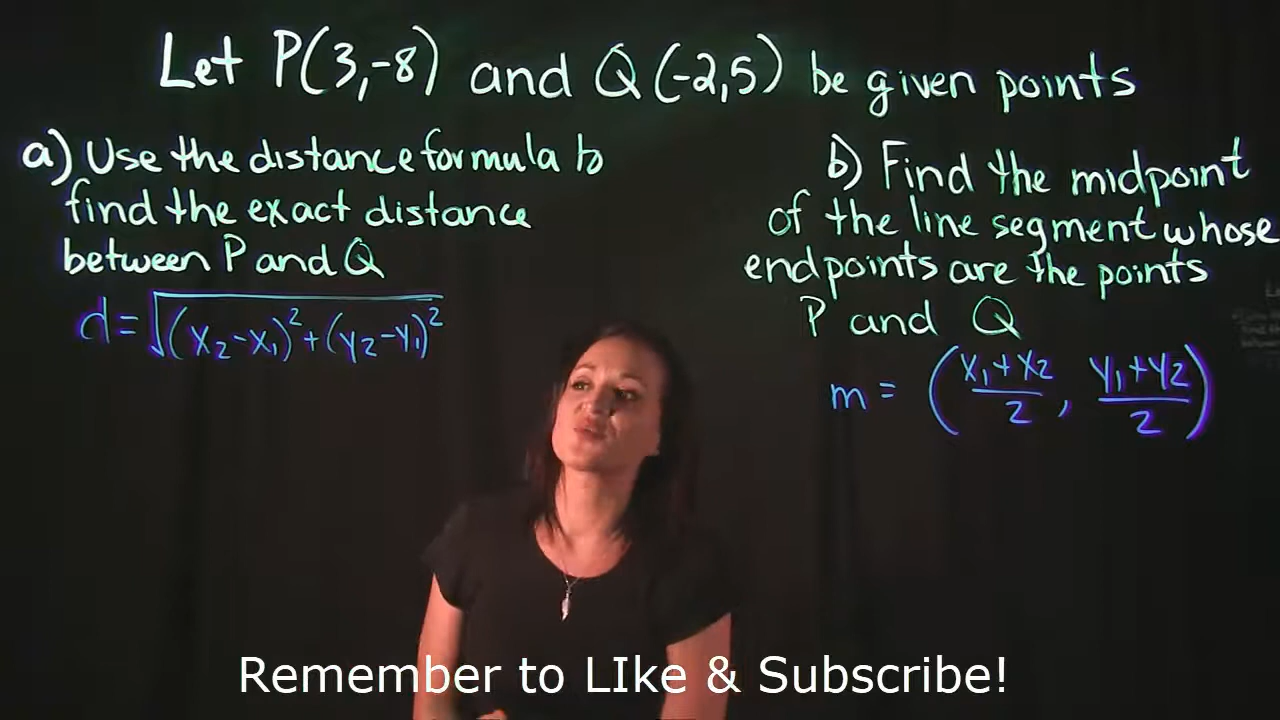 Let P(3,-8) and Q(-2,5) be given points
a) Use the distance formula to
find the exact distance
between P and Q
d=√(x₂-x₁)²+(y₂-y₁)²
b) Find the midpoint
of the line segment whose
endpoints are the points
P and Q
m = (x₁+x₂/2, y₁+y₂/2)
Remember to LIke & Subscribe!